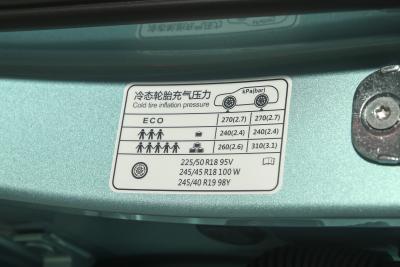 冷态轮胎充气压力
Cold tire inflation pressure
kPa(bar)
ECO 270(2.7) 270(2.7)
240(2.4) 240(2.4)
260(2.6) 310(3.1)
225/50 R18 95V
245/45 R18 100 W
245/40 R19 98Y